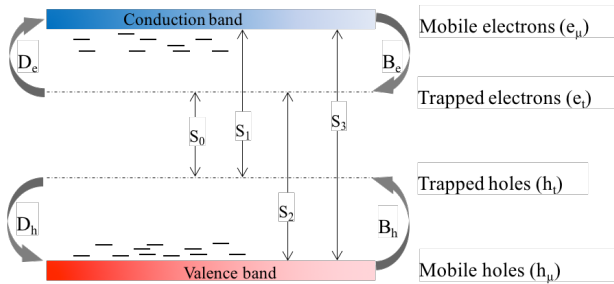 Conduction band
Mobile electrons (eμ)
De
Be
Trapped electrons (et)
S0
S1
S3
S2
Trapped holes (ht)
Dh
Bh
Valence band
Mobile holes (hμ)